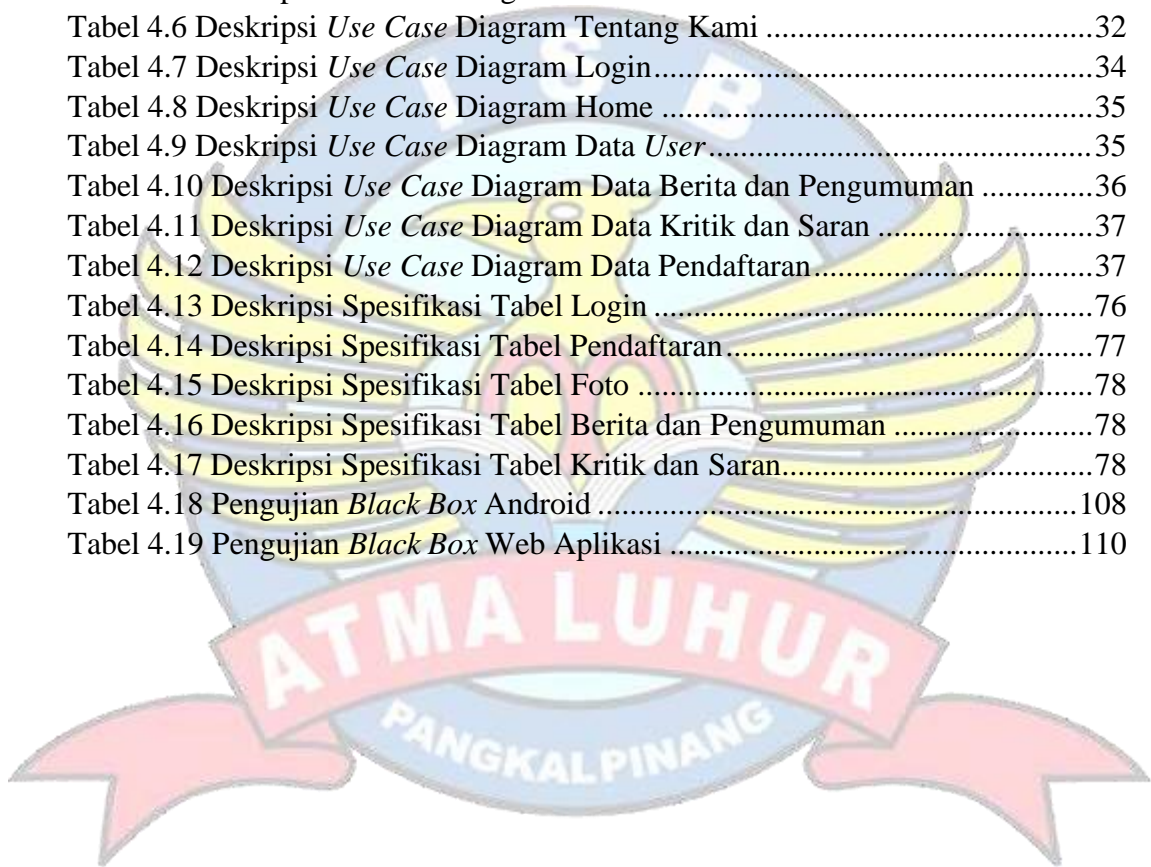 Tabel 4.6 Deskripsi Use Case Diagram Tentang Kami ....................................32
Tabel 4.7 Deskripsi Use Case Diagram Login................................................34
Tabel 4.8 Deskripsi Use Case Diagram Home ..............................................35
Tabel 4.9 Deskripsi Use Case Diagram Data User..........................................35
Tabel 4.10 Deskripsi Use Case Diagram Data Berita dan Pengumuman ..............36
Tabel 4.11 Deskripsi Use Case Diagram Data Kritik dan Saran .......................37
Tabel 4.12 Deskripsi Use Case Diagram Data Pendaftaran................................37
Tabel 4.13 Deskripsi Spesifikasi Tabel Login ................................................76
Tabel 4.14 Deskripsi Spesifikasi Tabel Pendaftaran........................................77
Tabel 4.15 Deskripsi Spesifikasi Tabel Foto ..................................................78
Tabel 4.16 Deskripsi Spesifikasi Tabel Berita dan Pengumuman .....................78
Tabel 4.17 Deskripsi Spesifikasi Tabel Kritik dan Saran..................................78
Tabel 4.18 Pengujian Black Box Android ....................................................108
Tabel 4.19 Pengujian Black Box Web Aplikasi .............................................110
I S B
ATMA LUHUR
PANGKALPINANG